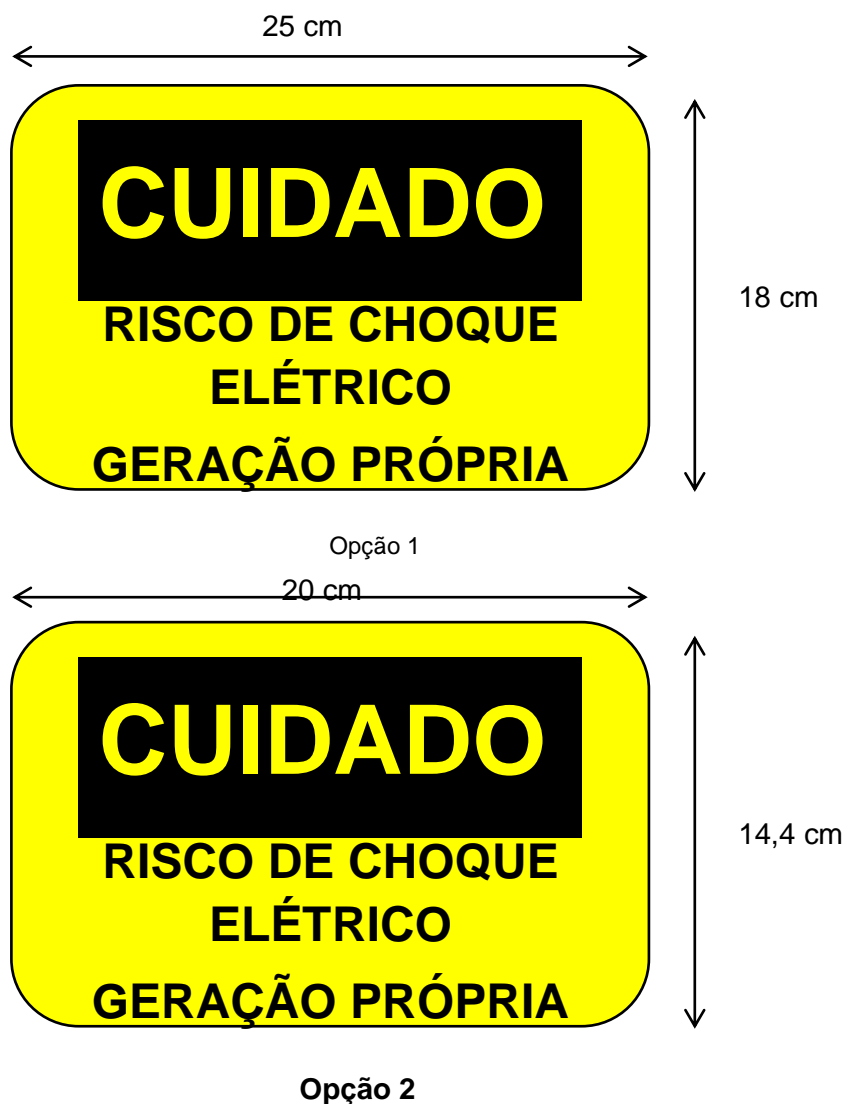 25 cm
CUIDADO
18 cm
RISCO DE CHOQUE
ELÉTRICO
GERAÇÃO PRÓPRIA
Opção 1
20 cm
CUIDADO
14,4 cm
RISCO DE CHOQUE
ELÉTRICO
GERAÇÃO PRÓPRIA
Opção 2